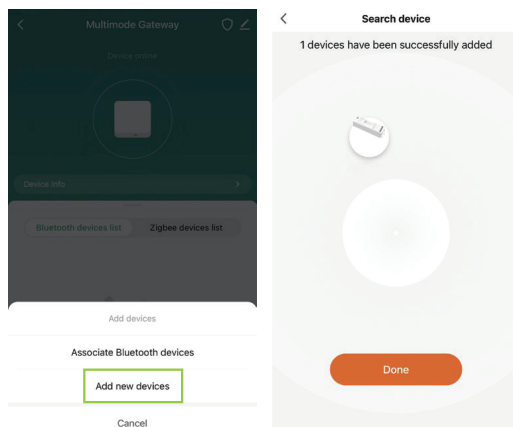 Multimode Gateway
Device online
Device info
Bluetooth devices list
Zigbee devices list
Add devices
Associate Bluetooth devices
Add new devices
Cancel
Search device
1 devices have been successfully added
Done